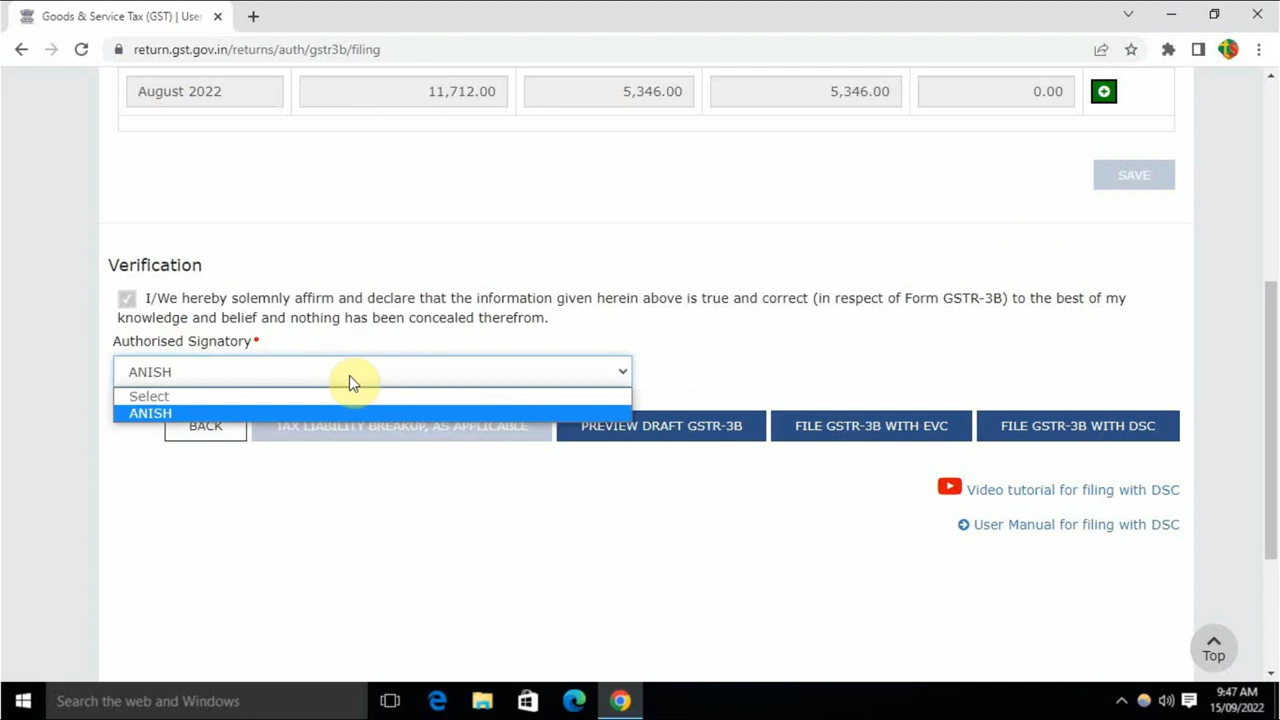 Goods & Service Tax (GST) | User
return.gst.gov.in/returns/auth/gstr3b/filing
August 2022 11,712.00 5,346.00 5,346.00 0.00
SAVE
Verification
I/We hereby solemnly affirm and declare that the information given herein above is true and correct (in respect of Form GSTR-3B) to the best of my
knowledge and belief and nothing has been concealed therefrom.
Authorised Signatory*
ANISH
Select
ANISH
BACK TAX LIABILITY BREAKUP, AS APPLICABLE PREVIEW DRAFT GSTR-3B FILE GSTR-3B WITH EVC FILE GSTR-3B WITH DSC
Video tutorial for filing with DSC
User Manual for filing with DSC
Top
Search the web and Windows
9:47 AM
15/09/2022